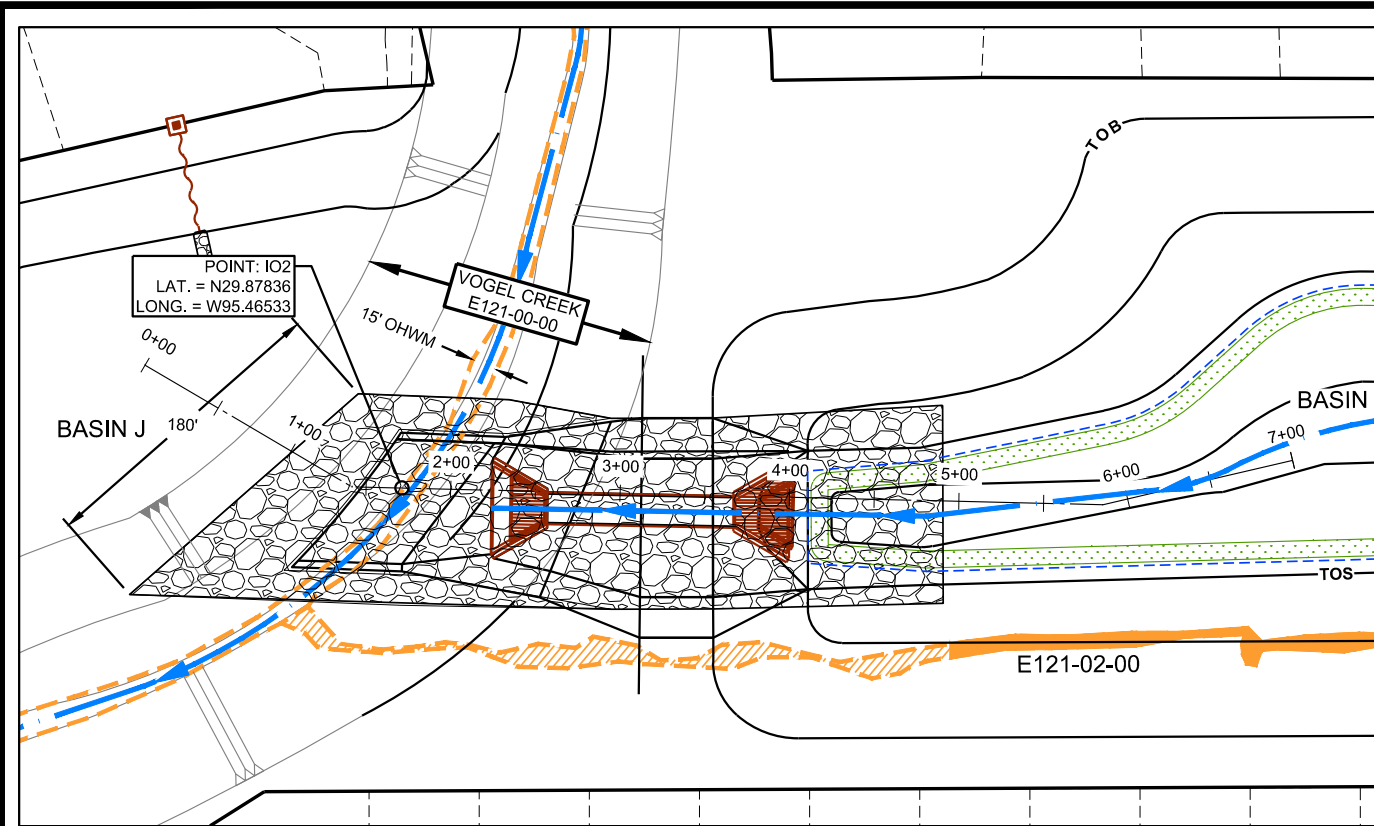 TOB
POINT: IO2
LAT. = N29.87836
LONG. = W95.46533
VOGEL CREEK
E121-00-00
15' OHWM
0+00
BASIN J
180'
1+00
2+00
3+00
4+00
5+00
6+00
7+00
BASIN
TOS
E121-02-00